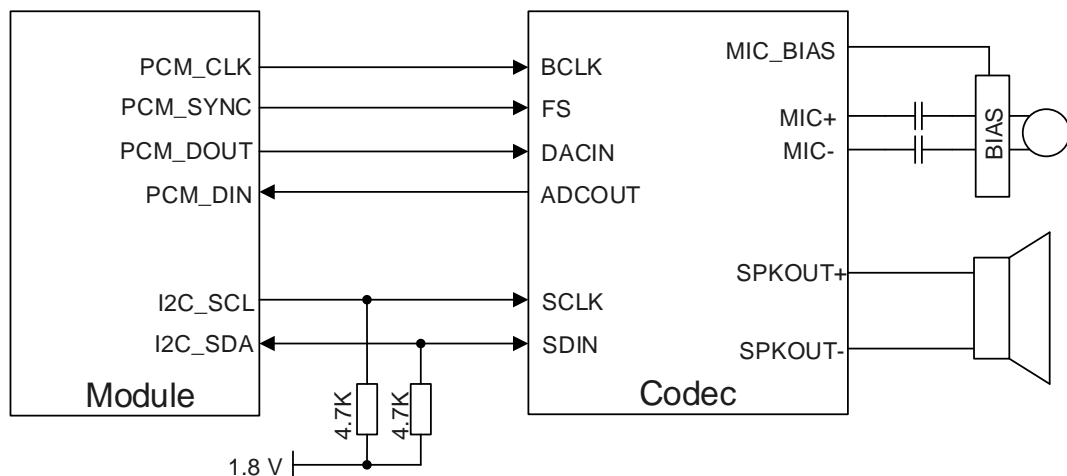 PCM_CLK
PCM_SYNC
PCM_DOUT
PCM_DIN
I2C_SCL
I2C_SDA
Module
4.7K
4.7K
1.8 V
BCLK
FS
DACIN
ADCOUT
SCLK
SDIN
MIC_BIAS
MIC+
MIC-
SPKOUT+
SPKOUT-
Codec
BIAS